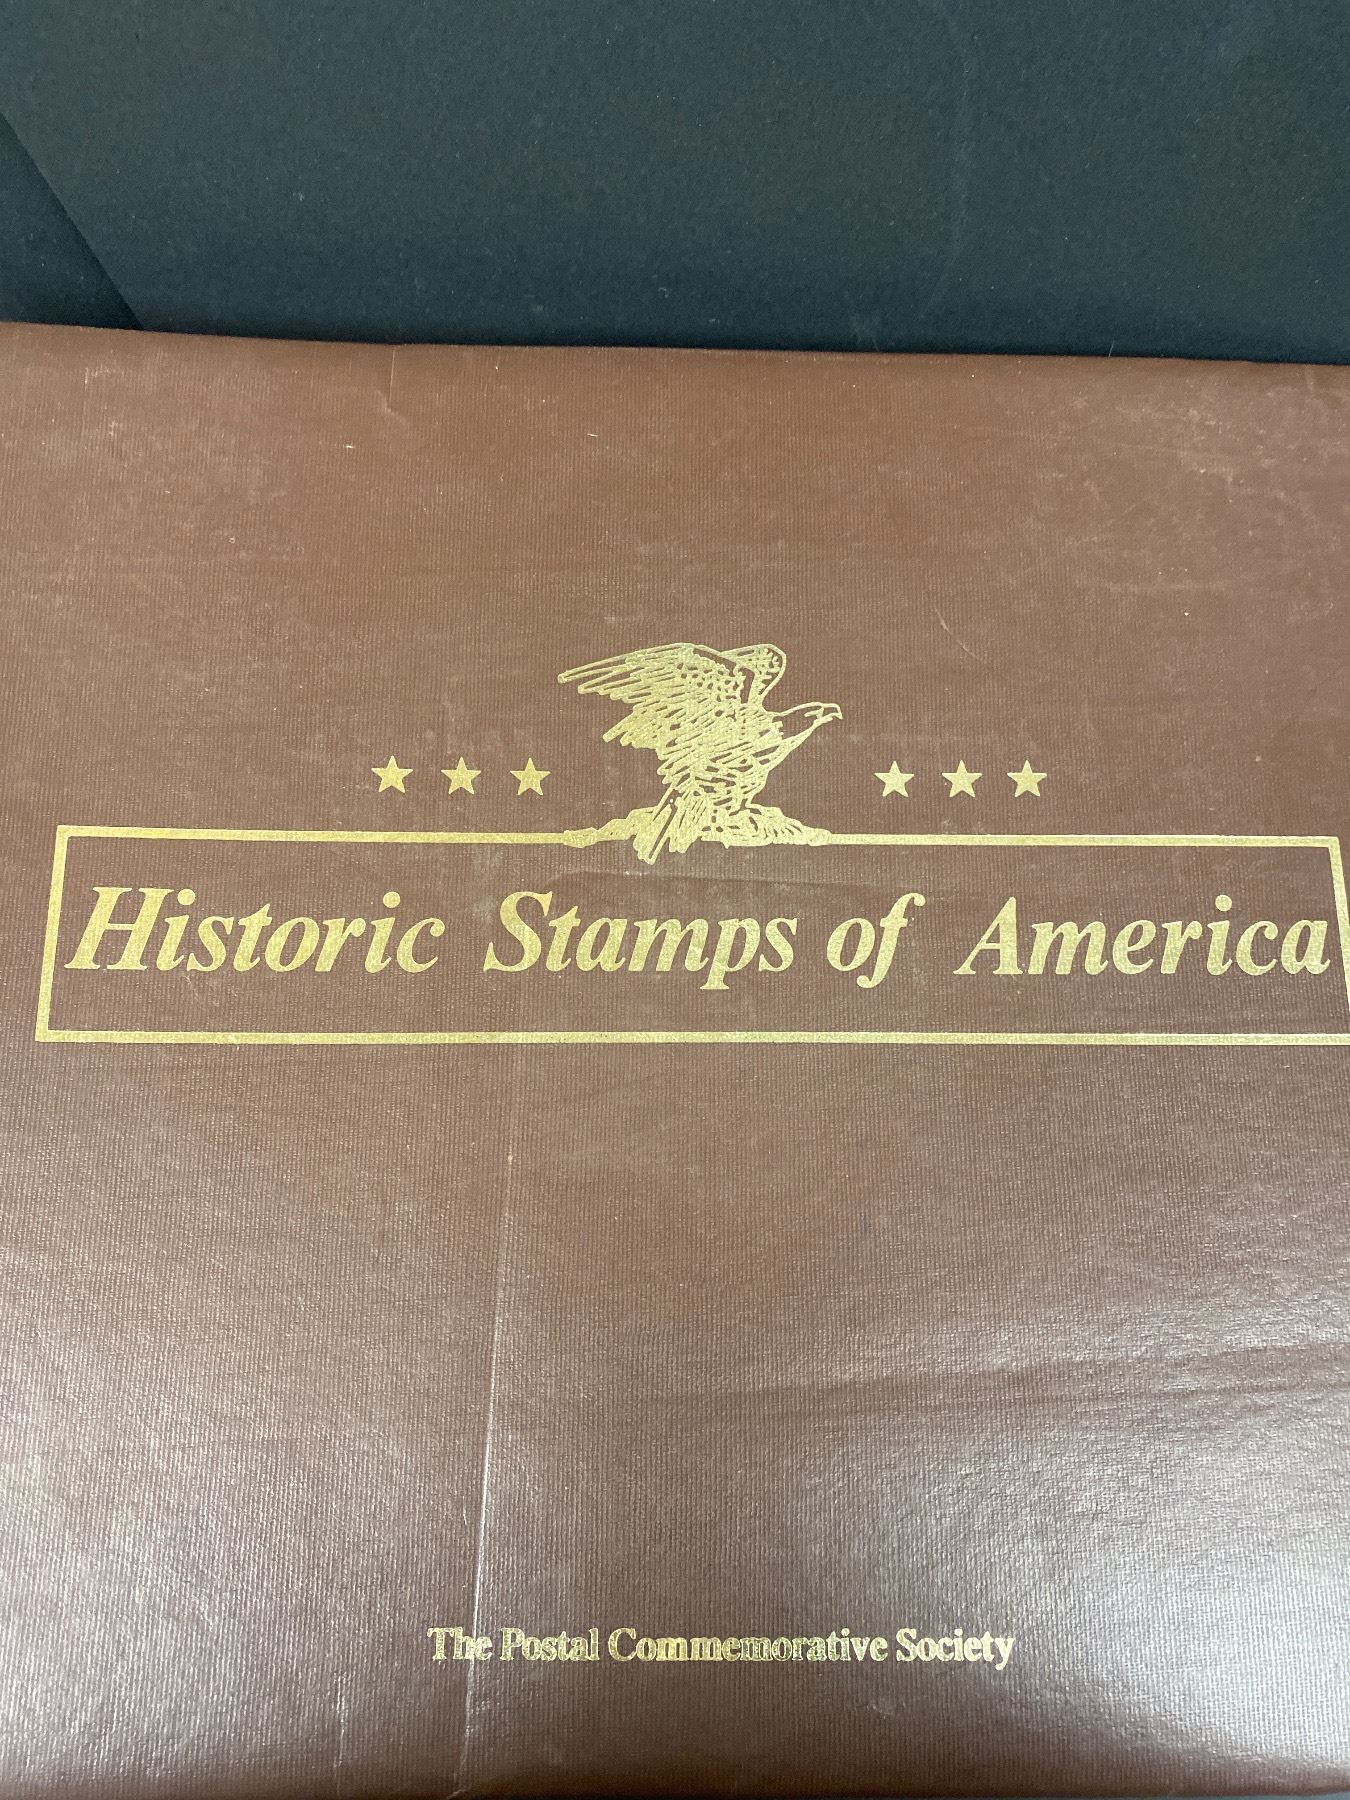 Historic Stamps of America
The Postal Commemorative Society